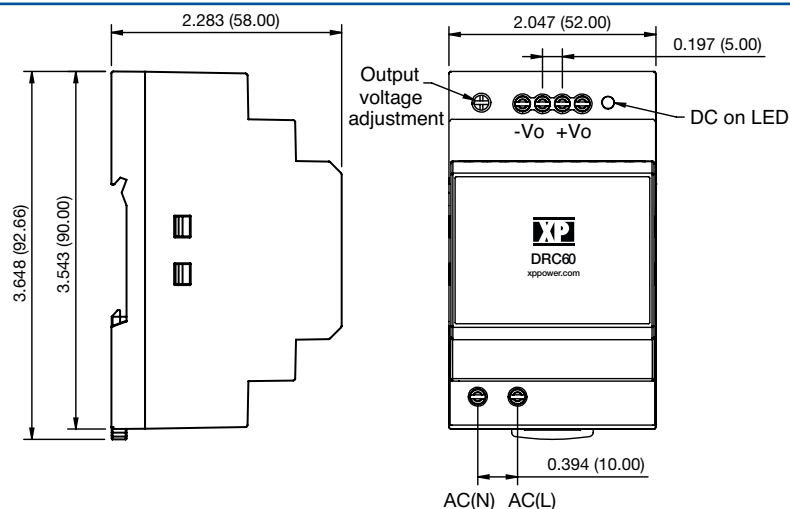 2.283 (58.00)
2.047 (52.00)
0.197 (5.00)
Output
voltage
adjustment
DC on LED
-Vo +Vo
3.648 (92.66)
3.543 (90.00)
XP
DRC60
xppower.com
0.394 (10.00)
AC(N) AC(L)